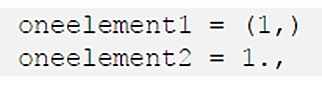 oneelement1 = (1,)
oneelement2 = 1.,